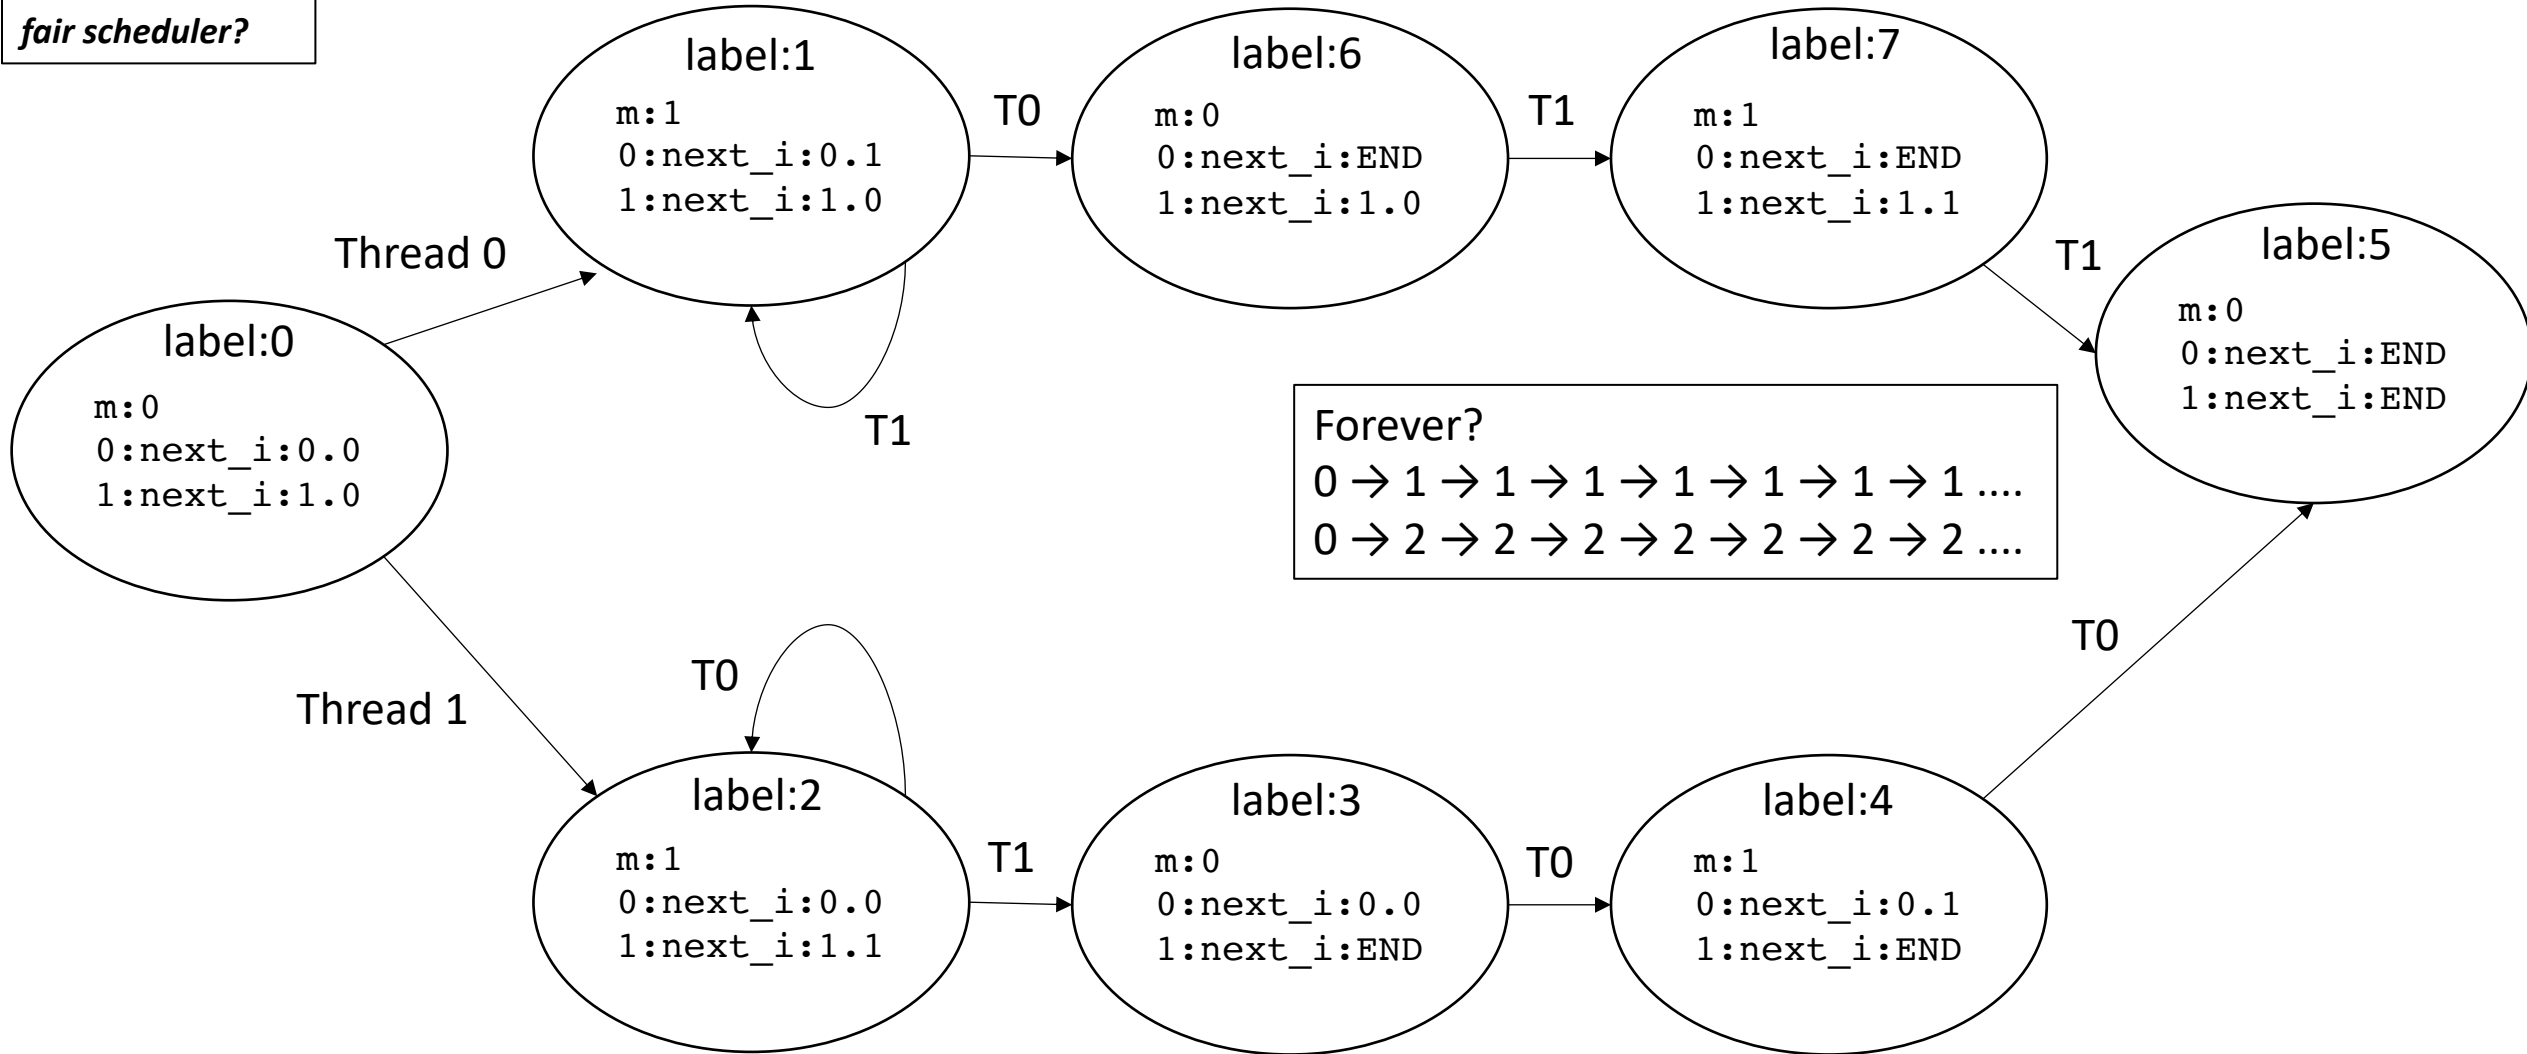 fair scheduler?
label:1
m:1
0:next_i:0.1
1:next_i:1.0
T0
label:6
m:0
0:next_i:END
1:next_i:1.0
T1
label:7
m:1
0:next_i:END
1:next_i:1.1
T1
label:5
m:0
0:next_i:END
1:next_i:END
Thread 0
T1
label:0
m:0
0:next_i:0.0
1:next_i:1.0
Forever?
0 → 1 → 1 → 1 → 1 → 1 → 1 → 1 ....
0 → 2 → 2 → 2 → 2 → 2 → 2 → 2 ....
Thread 1
T0
label:2
m:1
0:next_i:0.0
1:next_i:1.1
T1
label:3
m:0
0:next_i:0.0
1:next_i:END
T0
label:4
m:1
0:next_i:0.1
1:next_i:END
T0